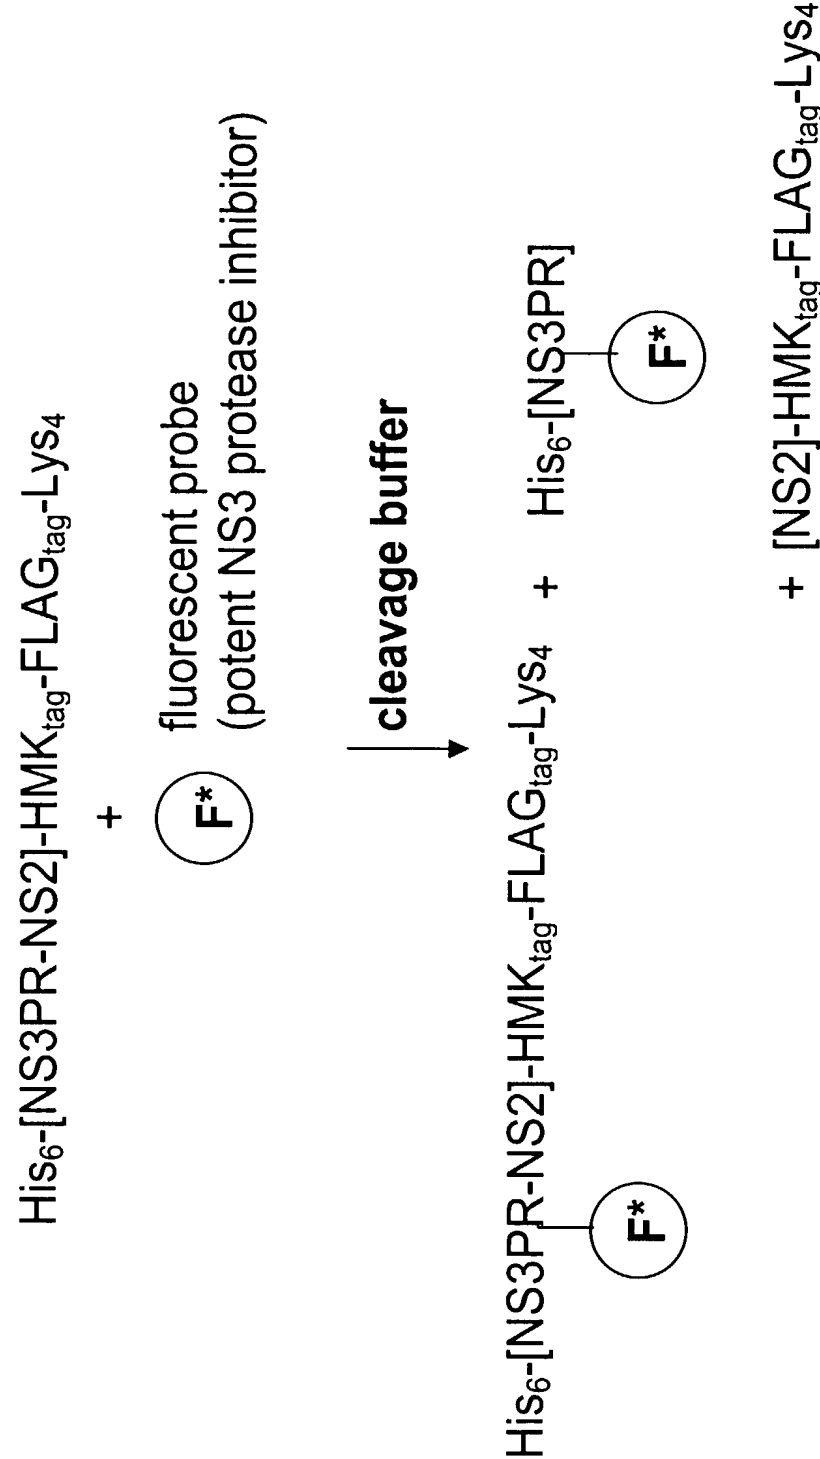 His6-[NS3PR-NS2]-HMKtag-FLAGtag-Lys4
+
F*
fluorescent probe
(potent NS3 protease inhibitor)
cleavage buffer
His6-[NS3PR-NS2]-HMKtag-FLAGtag-Lys4 + His6-[NS3PR]
F*
F*
+ [NS2]-HMKtag-FLAGtag-Lys4